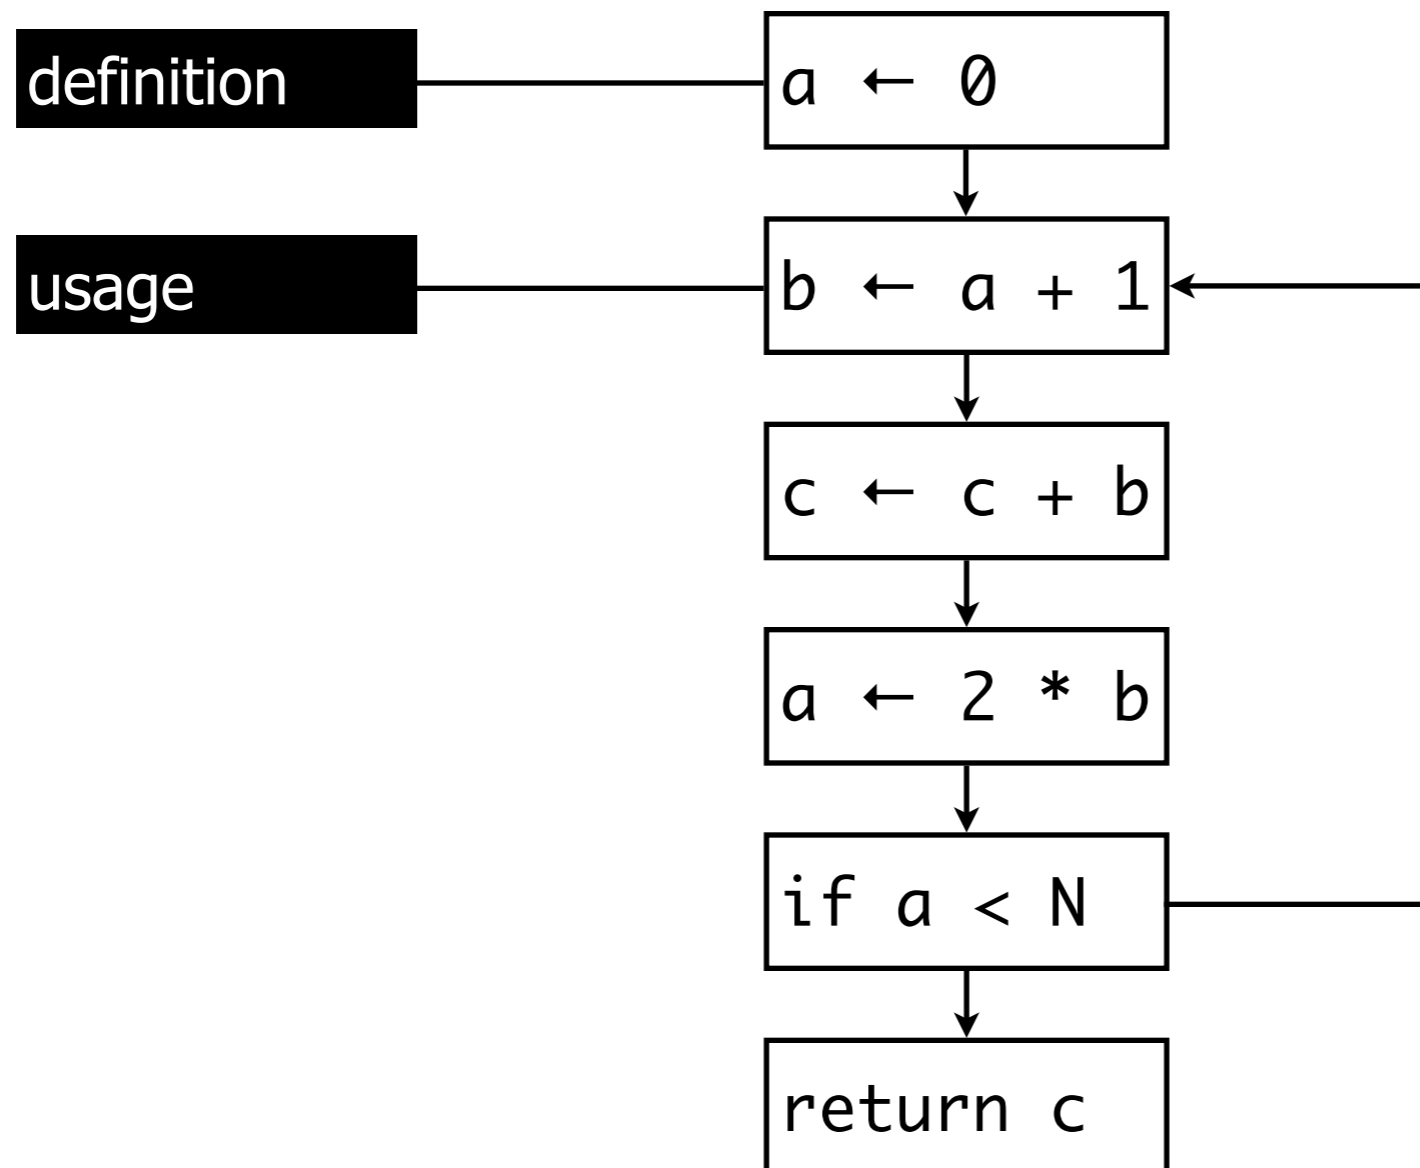 definition
a ← 0
usage
b ← a + 1
c ← c + b
a ← 2 * b
if a < N
return c